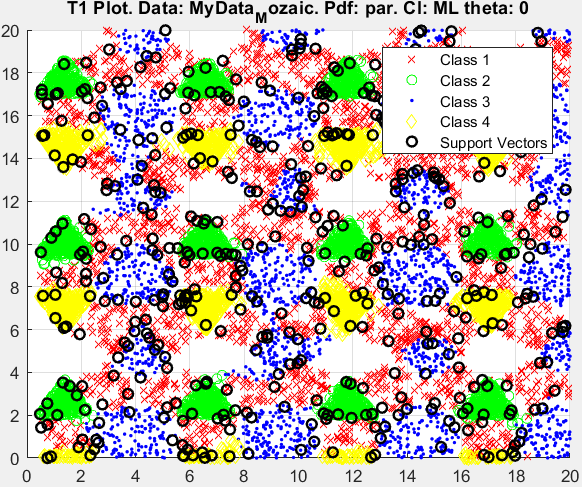 T1 Plot. Data: MyData_Mozaic. Pdf: par. Cl: ML theta: 0
20
18
16
14
12
10
8
6
4
2
0
0 2 4 6 8 10 12 14 16 18 20
Class 1
Class 2
Class 3
Class 4
Support Vectors